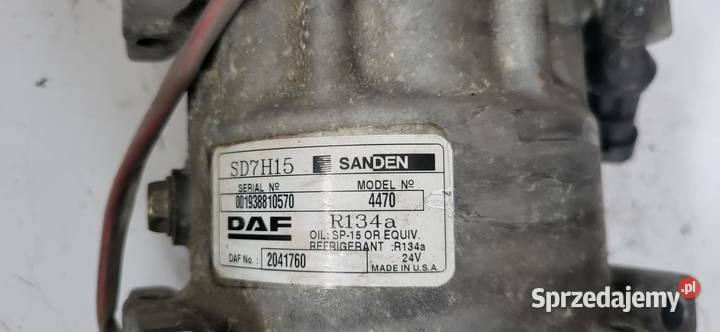 SD7H15 SANDEN
SERIAL Nº MODEL Nº
001938810570 4470
DAF R134a
OIL: SP-15 OR EQUIV.
REFRIGERANT :R134a
DAF No. : 2041760 24V
MADE IN U.S.A.
Sprzedajemy.pl